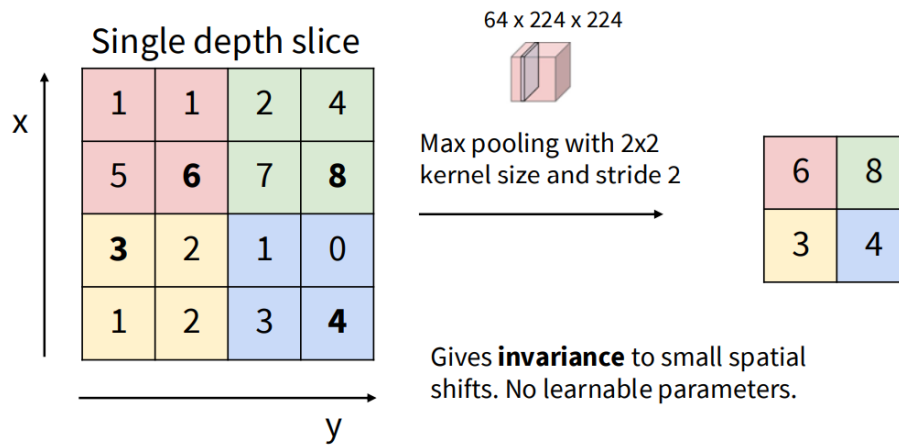 64 x 224 x 224
Single depth slice
x
1 1 2 4
5 6 7 8
3 2 1 0
1 2 3 4
y
Max pooling with 2x2
kernel size and stride 2
6 8
3 4
Gives invariance to small spatial
shifts. No learnable parameters.